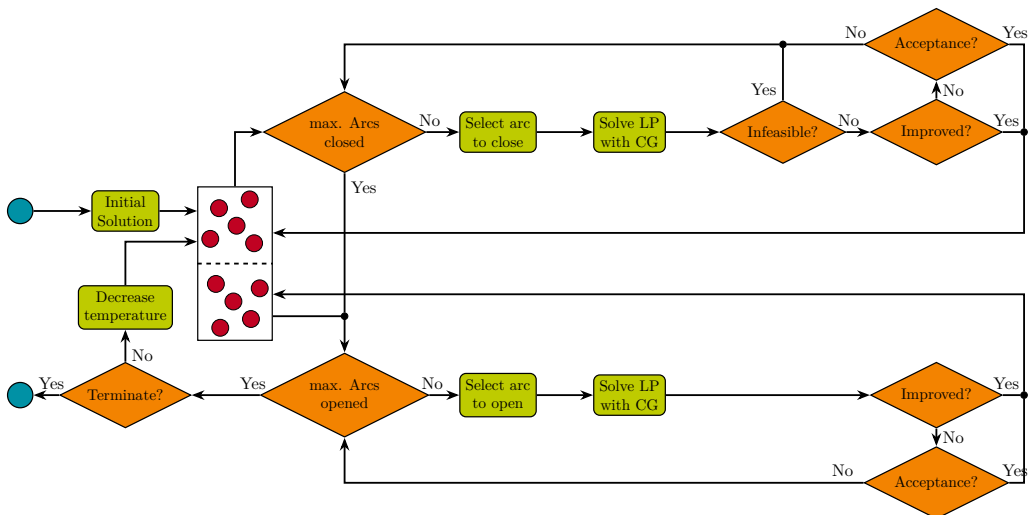 No
Acceptance?
Yes
Yes
No
max. Arcs
closed
No
Select arc
to close
Solve LP
with CG
Infeasible?
No
Improved?
Yes
Yes
Initial
Solution
Decrease
temperature
No
Yes
Terminate?
Yes
max. Arcs
opened
No
Select arc
to open
Solve LP
with CG
Improved?
Yes
No
No
Acceptance?
Yes